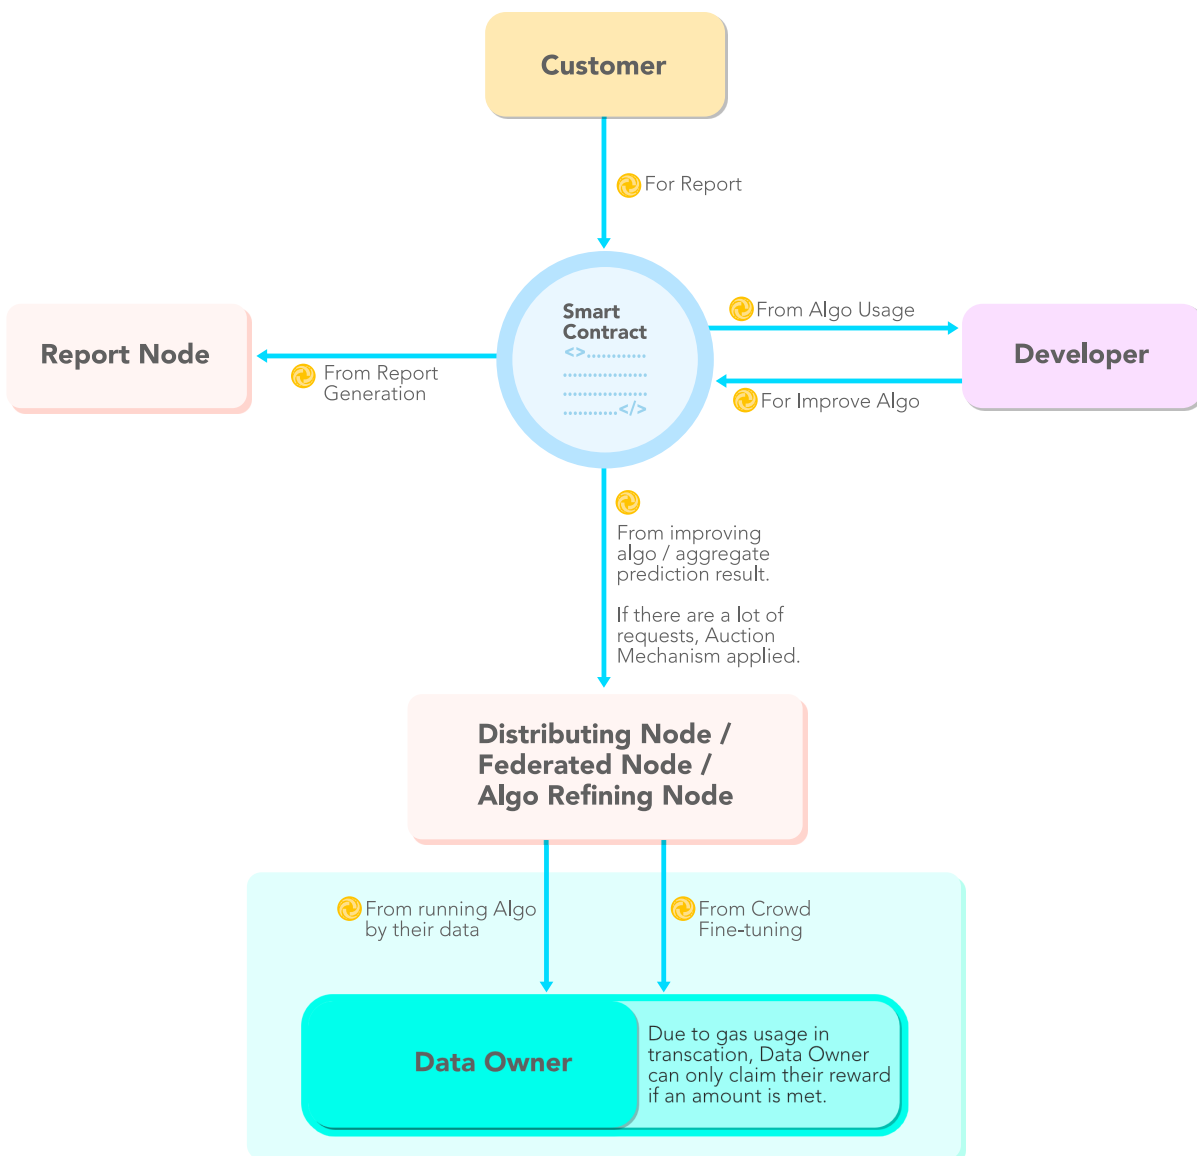 Customer
For Report
Smart
Contract
<>............
.................
.................
...........</>
From Algo Usage
Developer
For Improve Algo
Report Node
From Report
Generation
From improving
algo / aggregate
prediction result.
If there are a lot of
requests, Auction
Mechanism applied.
Distributing Node /
Federated Node /
Algo Refining Node
From running Algo
by their data
From Crowd
Fine-tuning
Data Owner
Due to gas usage in
transcation, Data Owner
can only claim their reward
if an amount is met.